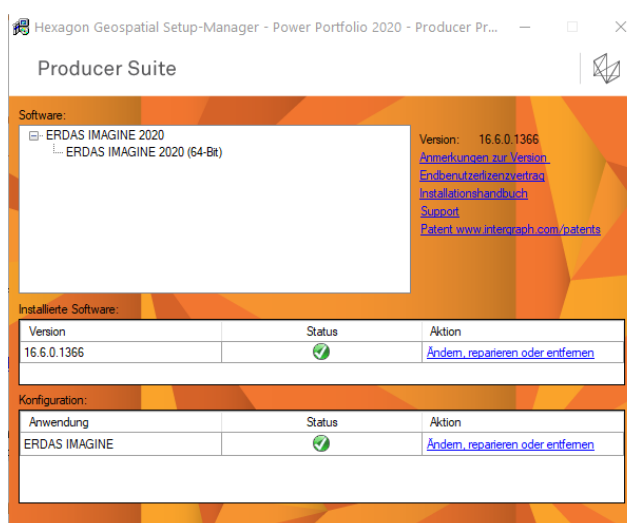 Hexagon Geospatial Setup-Manager - Power Portfolio 2020 - Producer Pr...
Producer Suite
Software:
ERDAS IMAGINE 2020
ERDAS IMAGINE 2020 (64-Bit)
Version: 16.6.0.1366
Anmerkungen zur Version
Endbenutzerlizenzvertrag
Installationshandbuch
Support
Patent www.intergraph.com/patents
Installierte Software:
Version Status Aktion
16.6.0.1366 Ändern, reparieren oder entfernen
Konfiguration:
Anwendung Status Aktion
ERDAS IMAGINE Ändern, reparieren oder entfernen